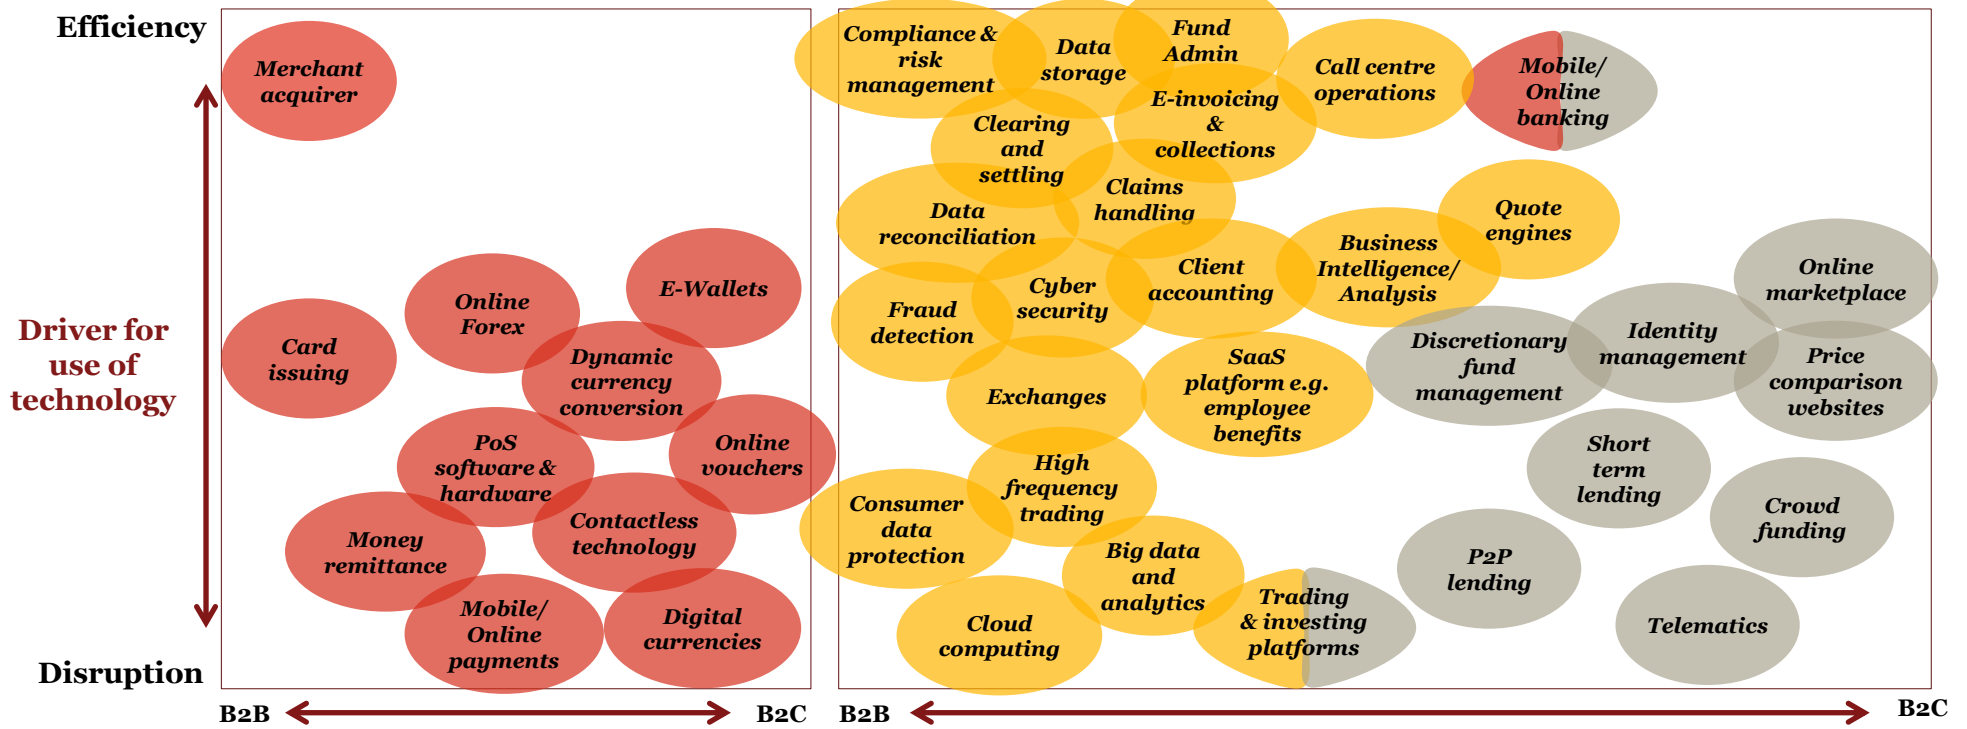 Efficiency
Driver for
use of
technology
Disruption
Merchant
acquirer
E-Wallets
Online
Forex
Card
issuing
Dynamic
currency
conversion
PoS
software &
hardware
Online
vouchers
Contactless
technology
Money
remittance
Mobile/
Online
payments
Digital
currencies
B2B
B2C
Compliance &
risk
management
Data
storage
Fund
Admin
Call centre
operations
Mobile/
Online
banking
E-invoicing
&
collections
Clearing
and
settling
Claims
handling
Data
reconciliation
Quote
engines
Business
Intelligence/
Analysis
Client
accounting
Cyber
security
Fraud
detection
Online
marketplace
Identity
management
Discretionary
fund
management
Price
comparison
websites
Exchanges
SaaS
platform e.g.
employee
benefits
Short
term
lending
High
frequency
trading
Consumer
data
protection
Crowd
funding
Big data
and
analytics
P2P
lending
Cloud
computing
Trading
& investing
platforms
Telematics
B2B
B2C